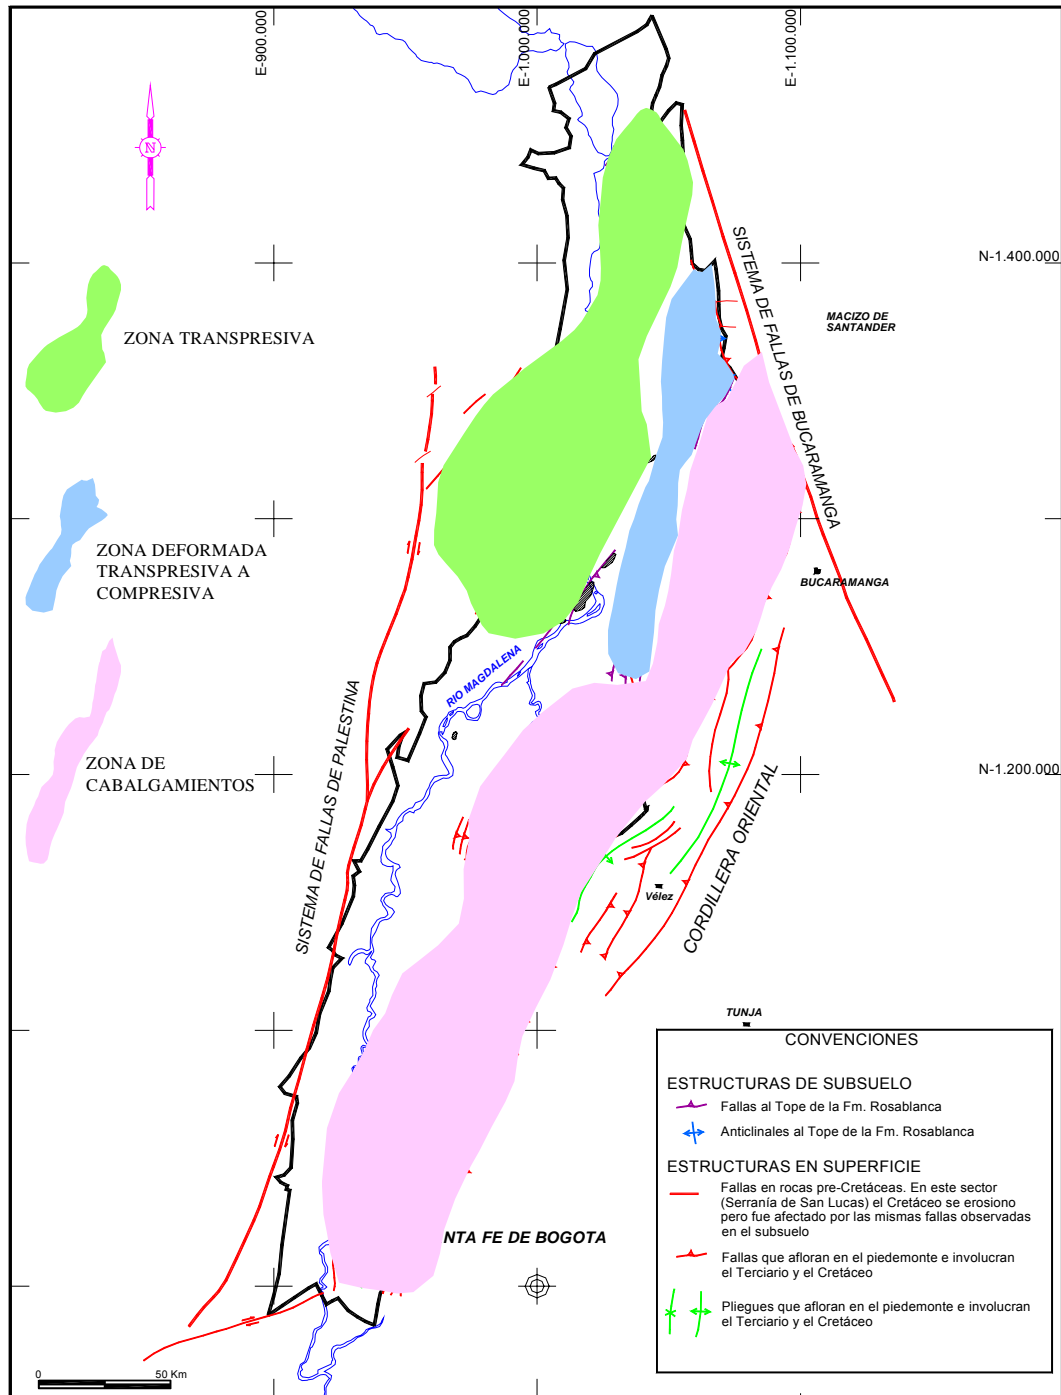 E-900.000
E-1.000.000
E-1.100.000
N
N-1.400.000
SISTEMA DE FALLAS DE BUCARAMANGA
MACIZO DE
SANTANDER
ZONA TRANSPRESIVA
ZONA DEFORMADA
TRANSPRESIVA A
COMPRESIVA
BUCARAMANGA
RIO MAGDALENA
SISTEMA DE FALLAS DE PALESTINA
ZONA DE
CABALGAMIENTOS
N-1.200.000
CORDILLERA ORIENTAL
Vélez
TUNJA
CONVENCIONES
ESTRUCTURAS DE SUBSUELO
Fallas al Tope de la Fm. Rosablanca
Anticlinales al Tope de la Fm. Rosablanca
ESTRUCTURAS EN SUPERFICIE
Fallas en rocas pre-Cretáceas. En este sector
(Serranía de San Lucas) el Cretáceo se erosiono
pero fue afectado por las mismas fallas observadas
en el subsuelo
Fallas que afloran en el piedemonte e involucran
el Terciario y el Cretáceo
Pliegues que afloran en el piedemonte e involucran
el Terciario y el Cretáceo
NTA FE DE BOGOTA
0 50 Km